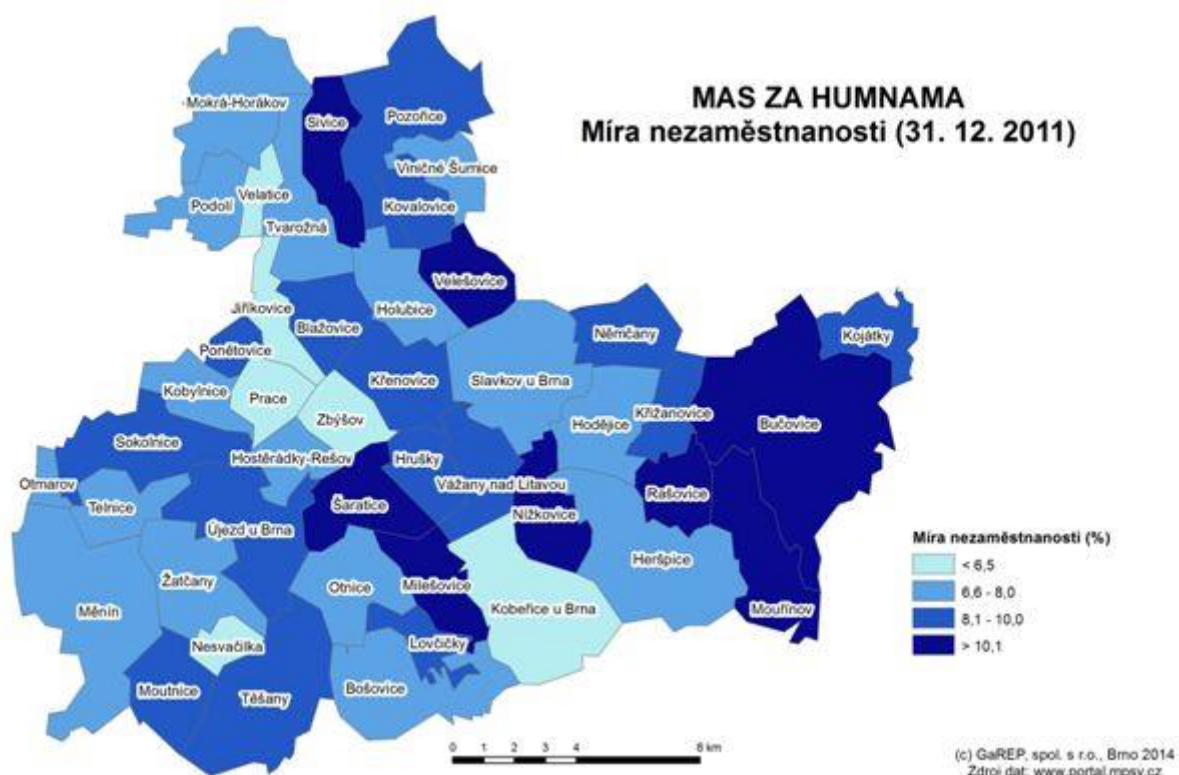 MAS ZA HUMNAMA
Míra nezaměstnanosti (31. 12. 2011)
Mokrá-Horákov
Sivice
Pozořice
Viničné Šumice
Podolí
Velatice
Kovalovice
Tvarožná
Velešovice
Jiříkovice
Holubice
Blažovice
Němčany
Kojátky
Ponětovice
Kobylnice
Prace
Křenovice
Slavkov u Brna
Zbýšov
Hodějice
Křižanovice
Bučovice
Sokolnice
Hostěrádky-Rešov
Hrušky
Otmarov
Telnice
Vážany nad Litavou
Rašovice
Šaratice
Nížkovice
Újezd u Brna
Heršpice
Žatčany
Otnice
Milešovice
Kobeřice u Brna
Měnín
Mouřínov
Nesvačilka
Lovčičky
Moutnice
Těšany
Bošovice
Míra nezaměstnanosti (%)
< 6,5
6,6 - 8,0
8,1 - 10,0
> 10,1
0 1 2 3 4 8 km
(c) GaREP, spol. s r.o., Brno 2014
Zdroj dat: www.portal.mpsv.cz